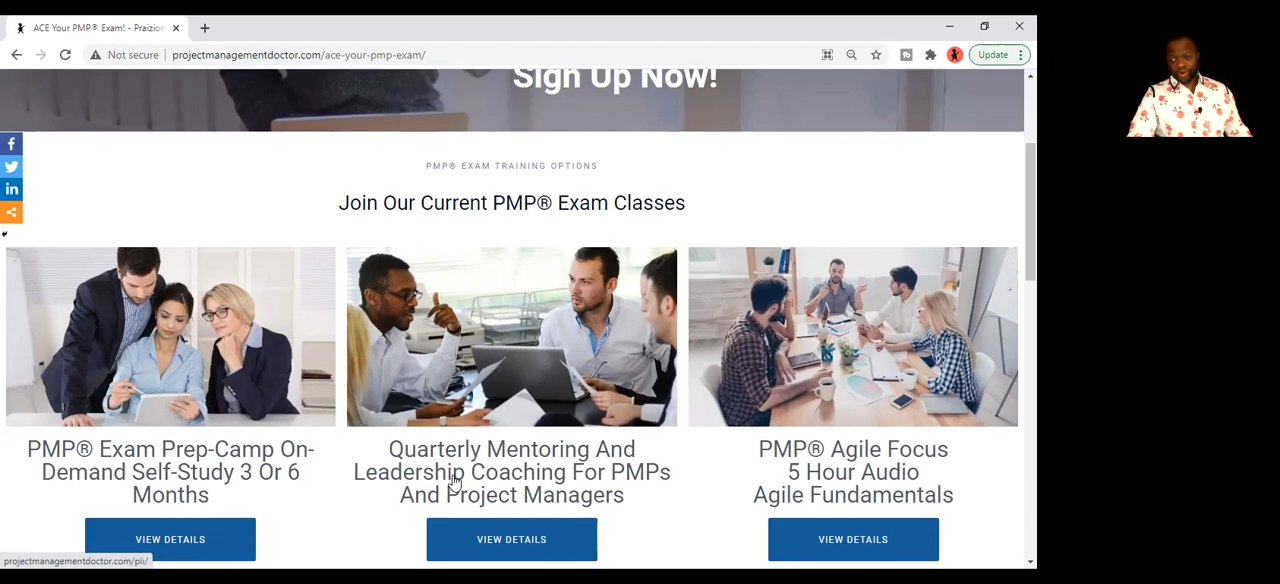 ACE Your PMP® Exam! - Praizion
Not secure
projectmanagementdoctor.com/ace-your-pmp-exam/
Update
Sign Up Now!
PMP® EXAM TRAINING OPTIONS
Join Our Current PMP® Exam Classes
PMP® Exam Prep-Camp On-
Demand Self-Study 3 Or 6
Months
VIEW DETAILS
Quarterly Mentoring And
Leadership Coaching For PMPs
And Project Managers
VIEW DETAILS
PMP® Agile Focus
5 Hour Audio
Agile Fundamentals
VIEW DETAILS
projectmanagementdoctor.com/pli/